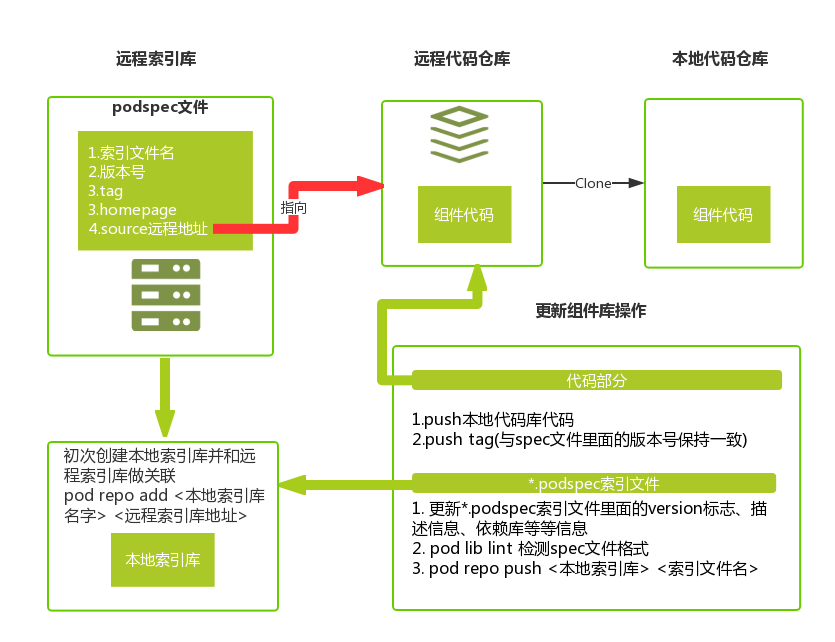 远程索引库
远程代码仓库
本地代码仓库
podspec文件
1.索引文件名
2.版本号
3.tag
3.homepage
4.source远程地址
指向
组件代码
Clone
组件代码
更新组件库操作
代码部分
1.push本地代码库代码
2.push tag(与spec文件里面的版本号保持一致)
*.podspec索引文件
1. 更新*.podspec索引文件里面的version标志、描
述信息、依赖库等等信息
2. pod lib lint 检测spec文件格式
3. pod repo push <本地索引库> <索引文件名>
初次创建本地索引库并和远
程索引库做关联
pod repo add <本地索引库
名字> <远程索引库地址>
本地索引库